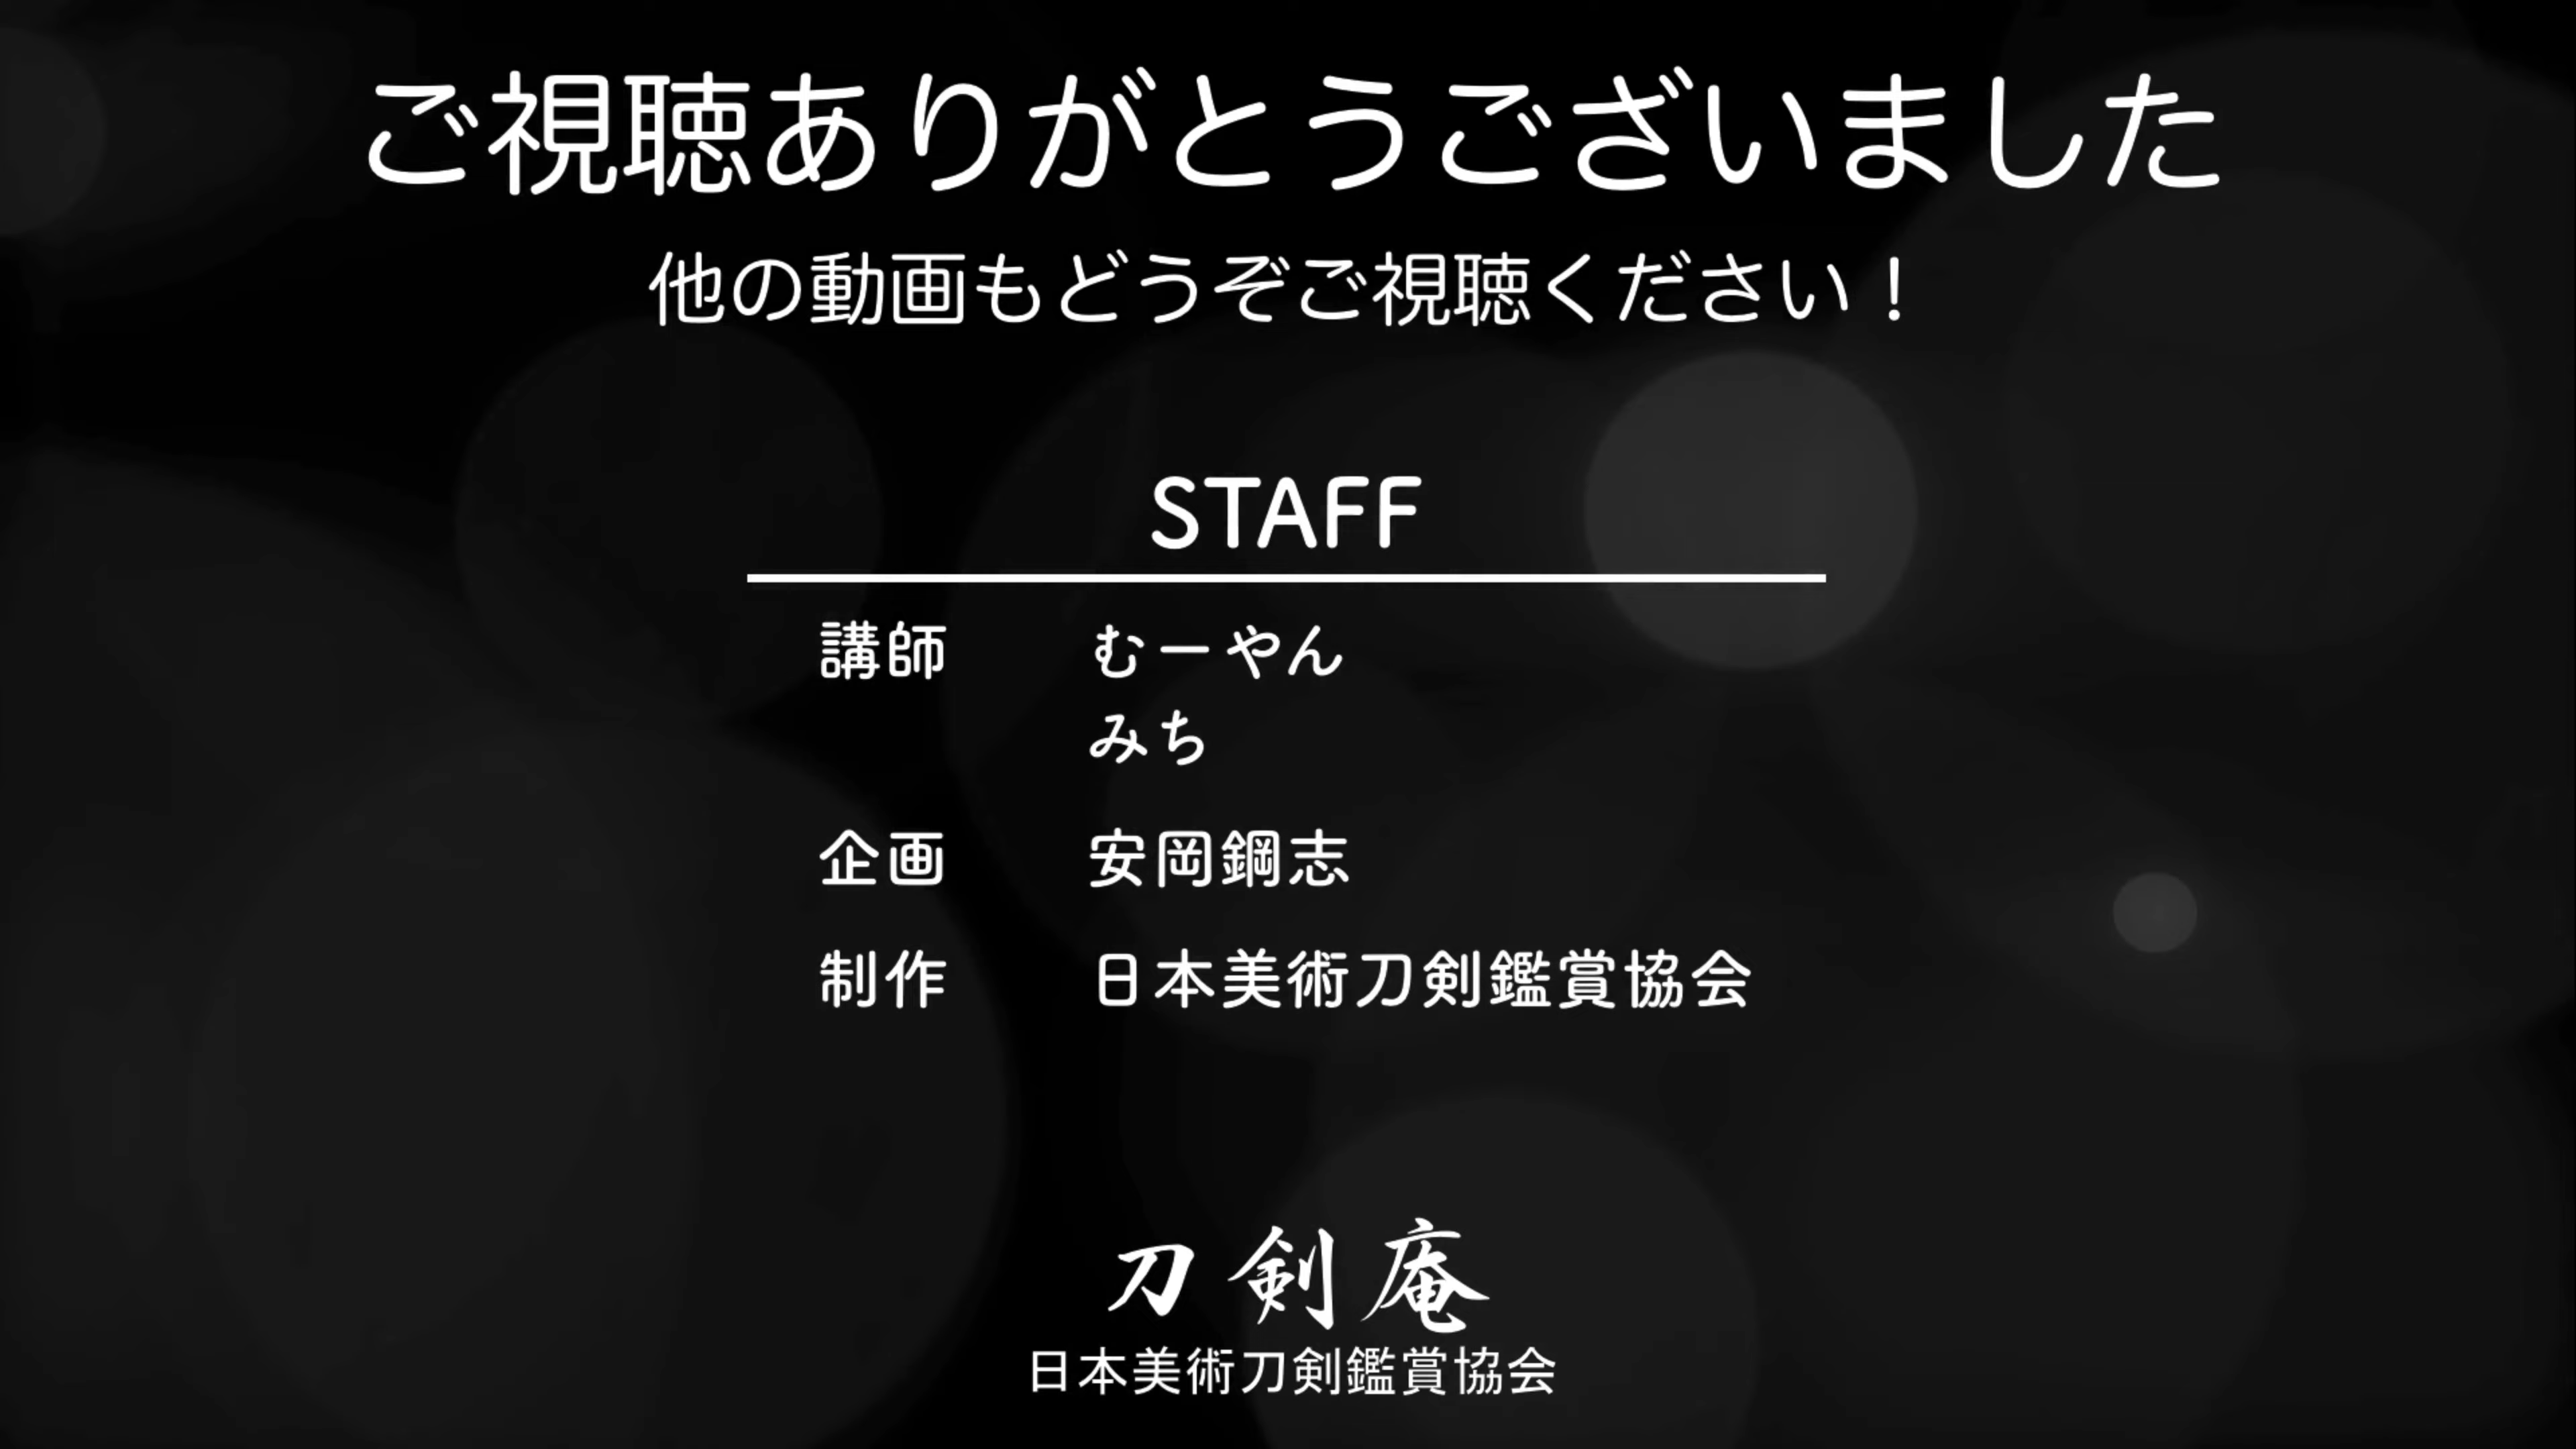 ご視聴ありがとうございました
他の動画もどうぞご視聴ください！
STAFF
講師 むーやん
みち
企画 安岡鋼志
制作 日本美術刀剣鑑賞協会
刀剣庵
日本美術刀剣鑑賞協会